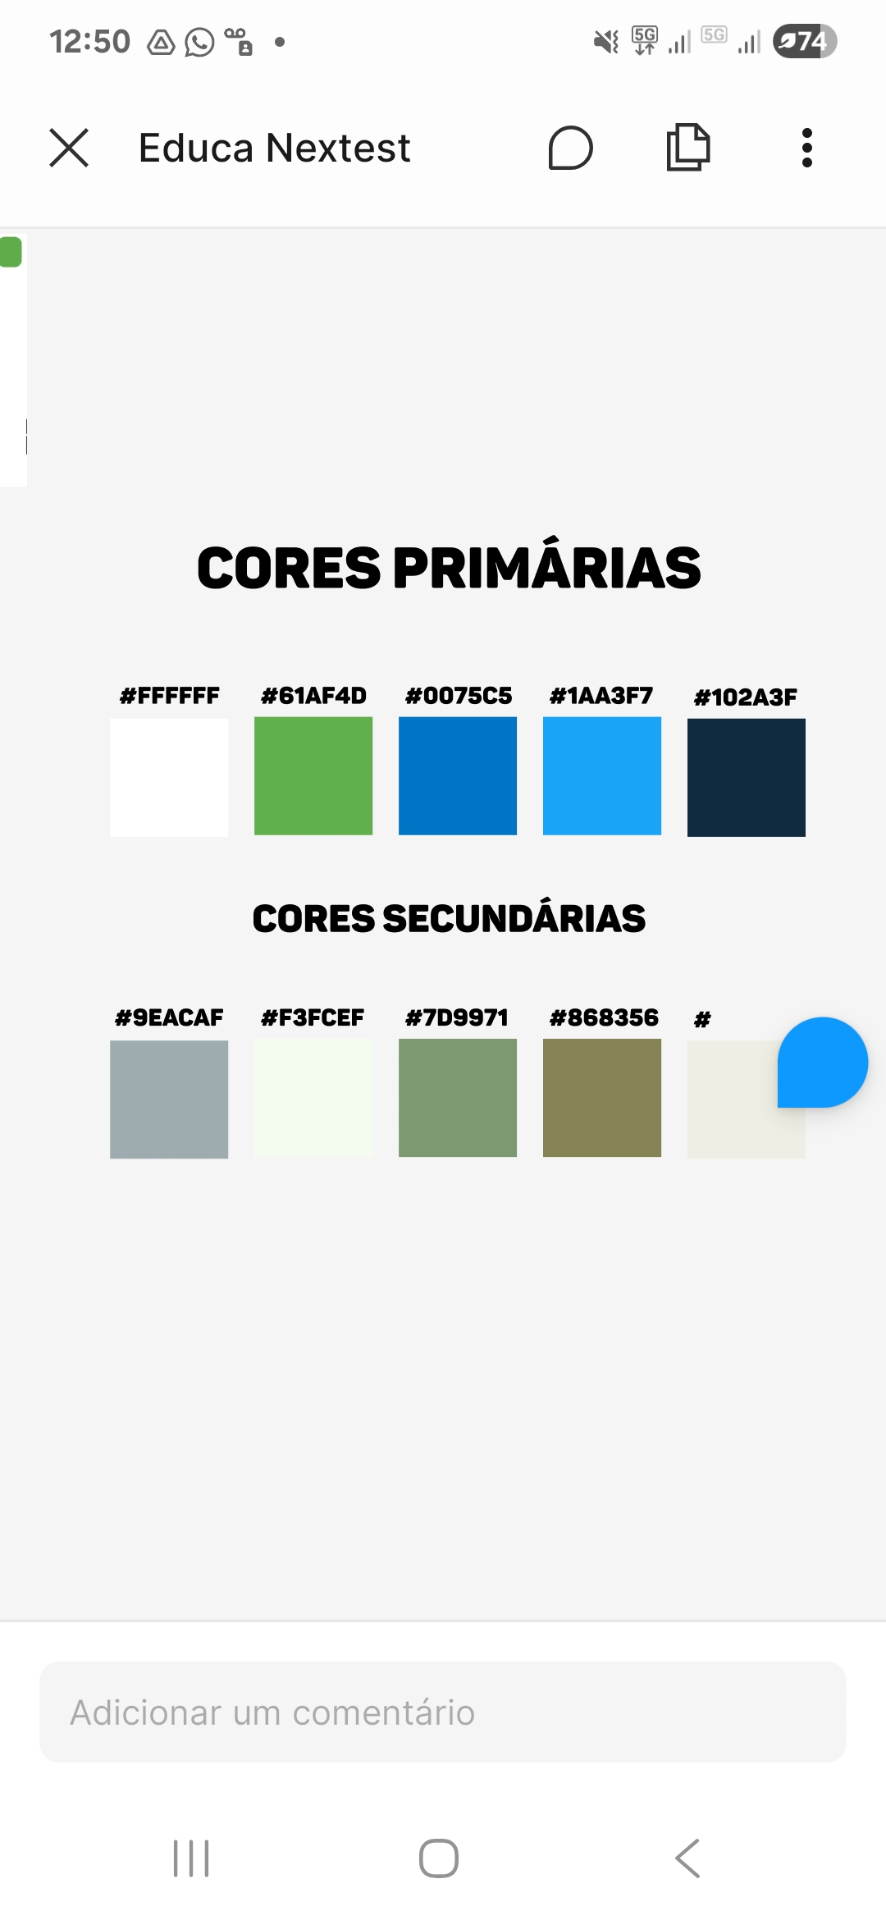 12:50
5G 5G 74
Educa Nextest
CORES PRIMÁRIAS
#FFFFFF #61AF4D #0075C5 #1AA3F7 #102A3F
CORES SECUNDÁRIAS
#9EACAF #F3FCEF #7D9971 #868356 #
Adicionar um comentário